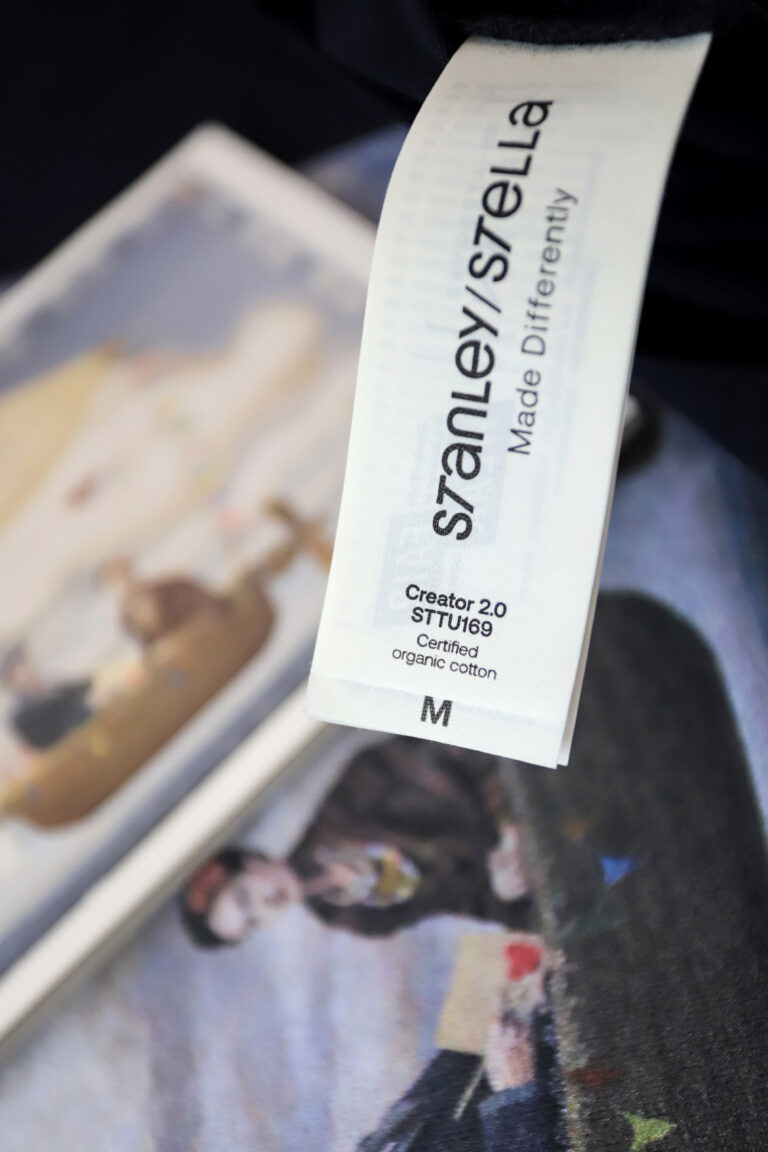 STANLEY/STELLA
Made Differently
Creator 2.0
STTU169
Certified
organic cotton
M